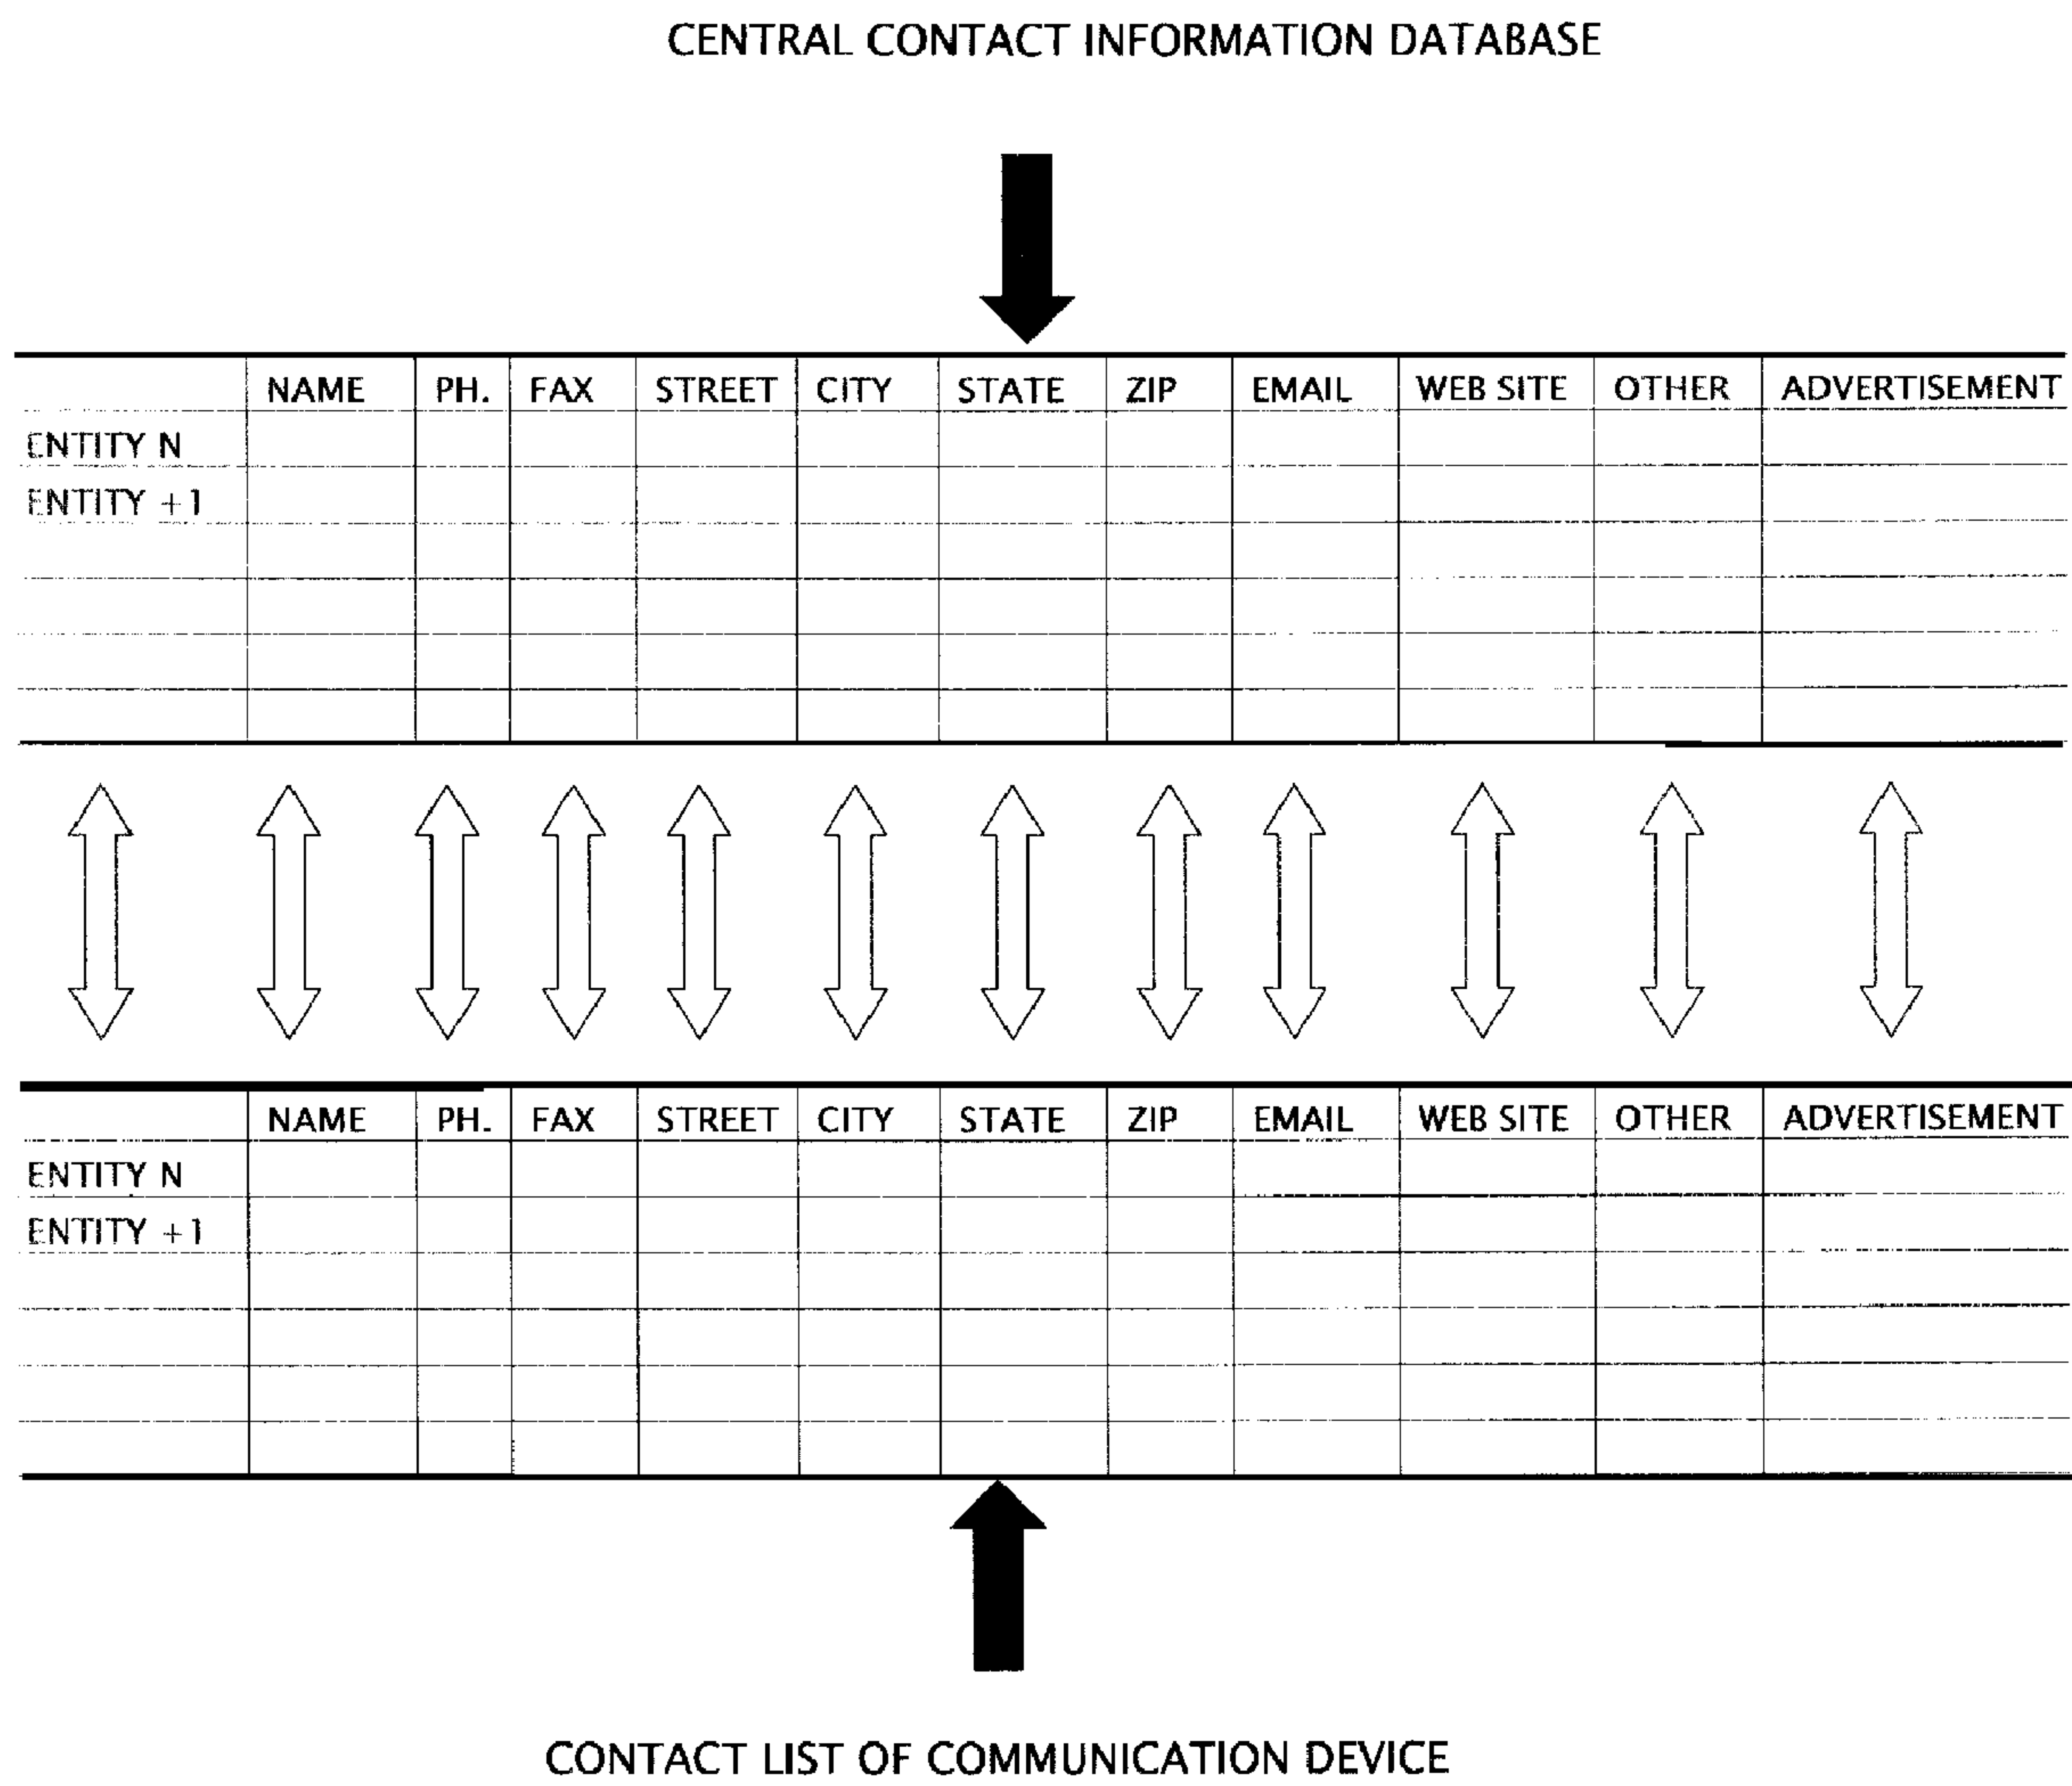 CENTRAL CONTACT INFORMATION DATABASE
NAME PH. FAX STREET CITY STATE ZIP EMAIL WEB SITE OTHER ADVERTISEMENT
ENTITY N
ENTITY +1
NAME PH. FAX STREET CITY STATE ZIP EMAIL WEB SITE OTHER ADVERTISEMENT
ENTITY N
ENTITY +1
CONTACT LIST OF COMMUNICATION DEVICE